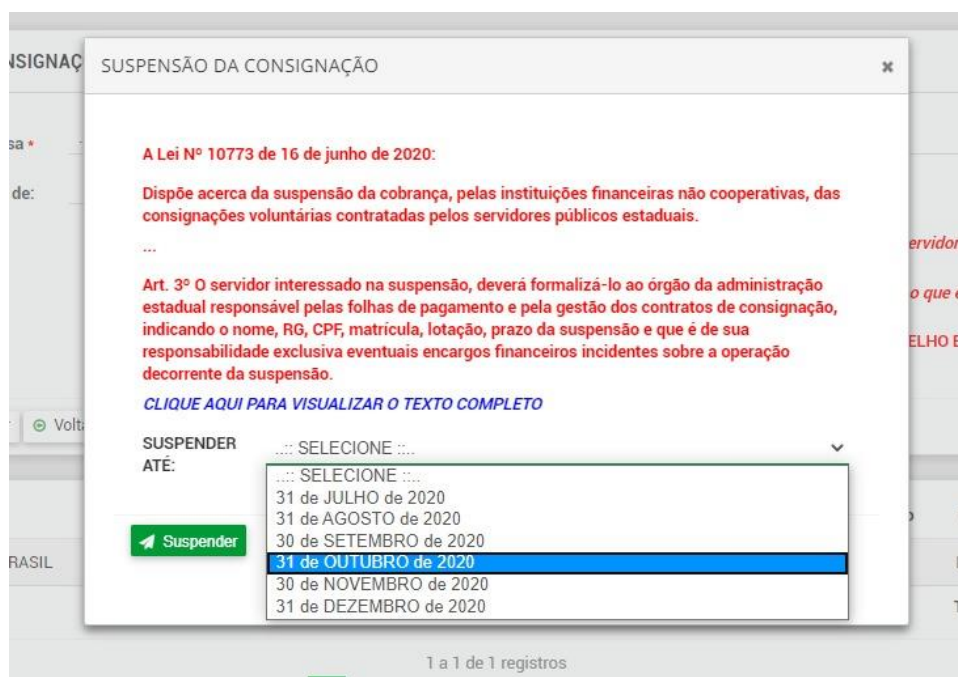 NSIGNAÇ
SUSPENSÃO DA CONSIGNAÇÃO
sa *
de:
A Lei Nº 10773 de 16 de junho de 2020:
Dispõe acerca da suspensão da cobrança, pelas instituições financeiras não cooperativas, das
consignações voluntárias contratadas pelos servidores públicos estaduais.
...
Art. 3º O servidor interessado na suspensão, deverá formalizá-lo ao órgão da administração
estadual responsável pelas folhas de pagamento e pela gestão dos contratos de consignação,
indicando o nome, RG, CPF, matrícula, lotação, prazo da suspensão e que é de sua
responsabilidade exclusiva eventuais encargos financeiros incidentes sobre a operação
decorrente da suspensão.
CLIQUE AQUI PARA VISUALIZAR O TEXTO COMPLETO
ervidor
o que
ELHO E
Volta
SUSPENDER
ATÉ:
..:: SELECIONE ::..
..:: SELECIONE ::..
31 de JULHO de 2020
31 de AGOSTO de 2020
30 de SETEMBRO de 2020
31 de OUTUBRO de 2020
30 de NOVEMBRO de 2020
31 de DEZEMBRO de 2020
Suspender
RASIL
1 a 1 de 1 registros